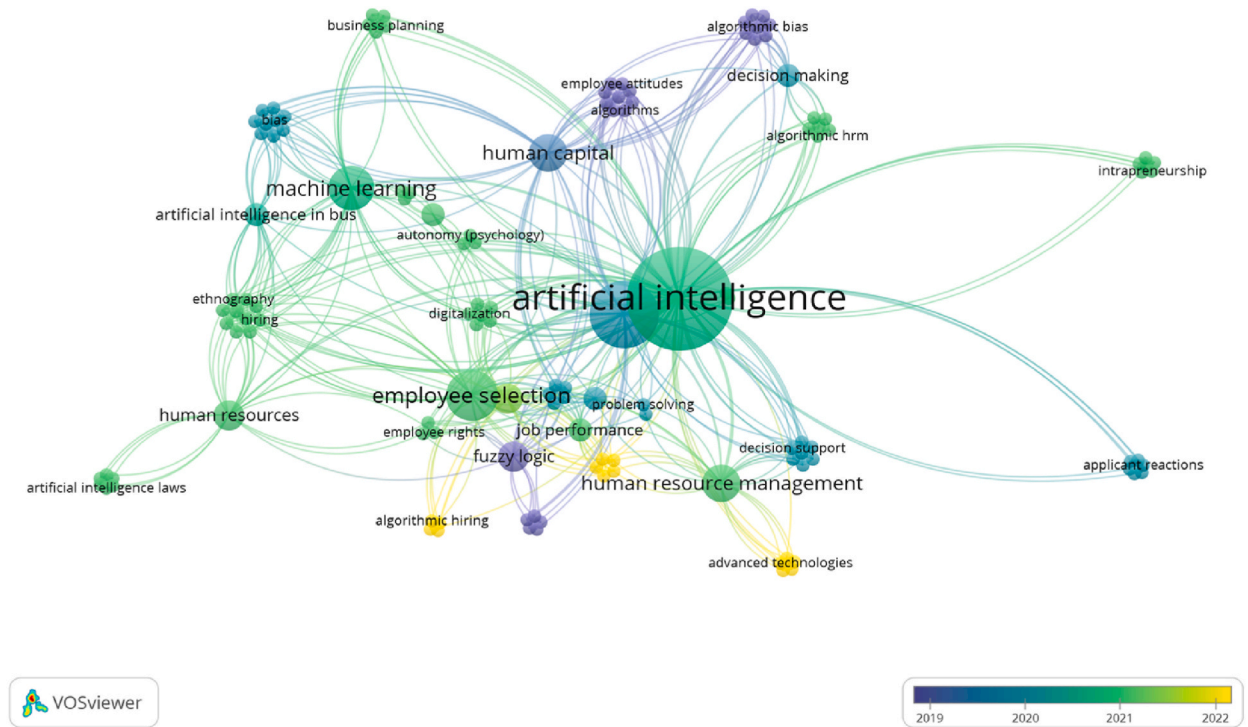 business planning
algorithmic bias
decision making
employee attitudes
algorithms
bias
algorithmic hrm
human capital
intrapreneurship
machine learning
artificial intelligence in bus
autonomy (psychology)
ethnography
artificial intelligence
digitalization
hiring
employee selection
problem solving
human resources
employee rights
job performance
decision support
fuzzy logic
applicant reactions
artificial intelligence laws
human resource management
algorithmic hiring
advanced technologies
VOSviewer
2019 2020 2021 2022